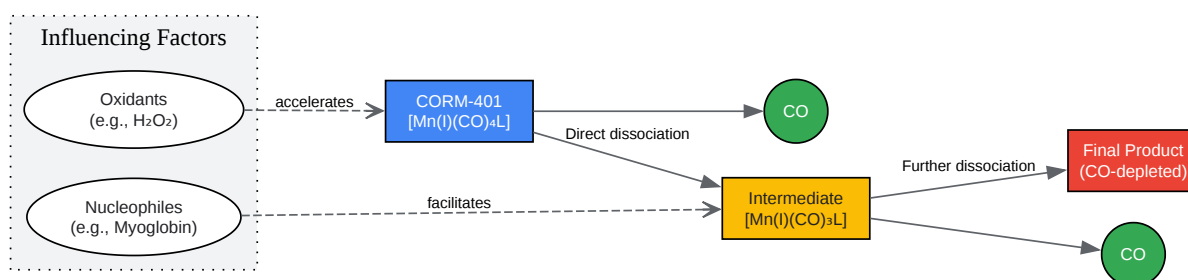 Influencing Factors
Oxidants
(e.g., H₂O₂)
accelerates
CORM-401
[Mn(I)(CO)₄L]
CO
Direct dissociation
Nucleophiles
(e.g., Myoglobin)
facilitates
Intermediate
[Mn(I)(CO)₃L]
Further dissociation
Final Product
(CO-depleted)
CO